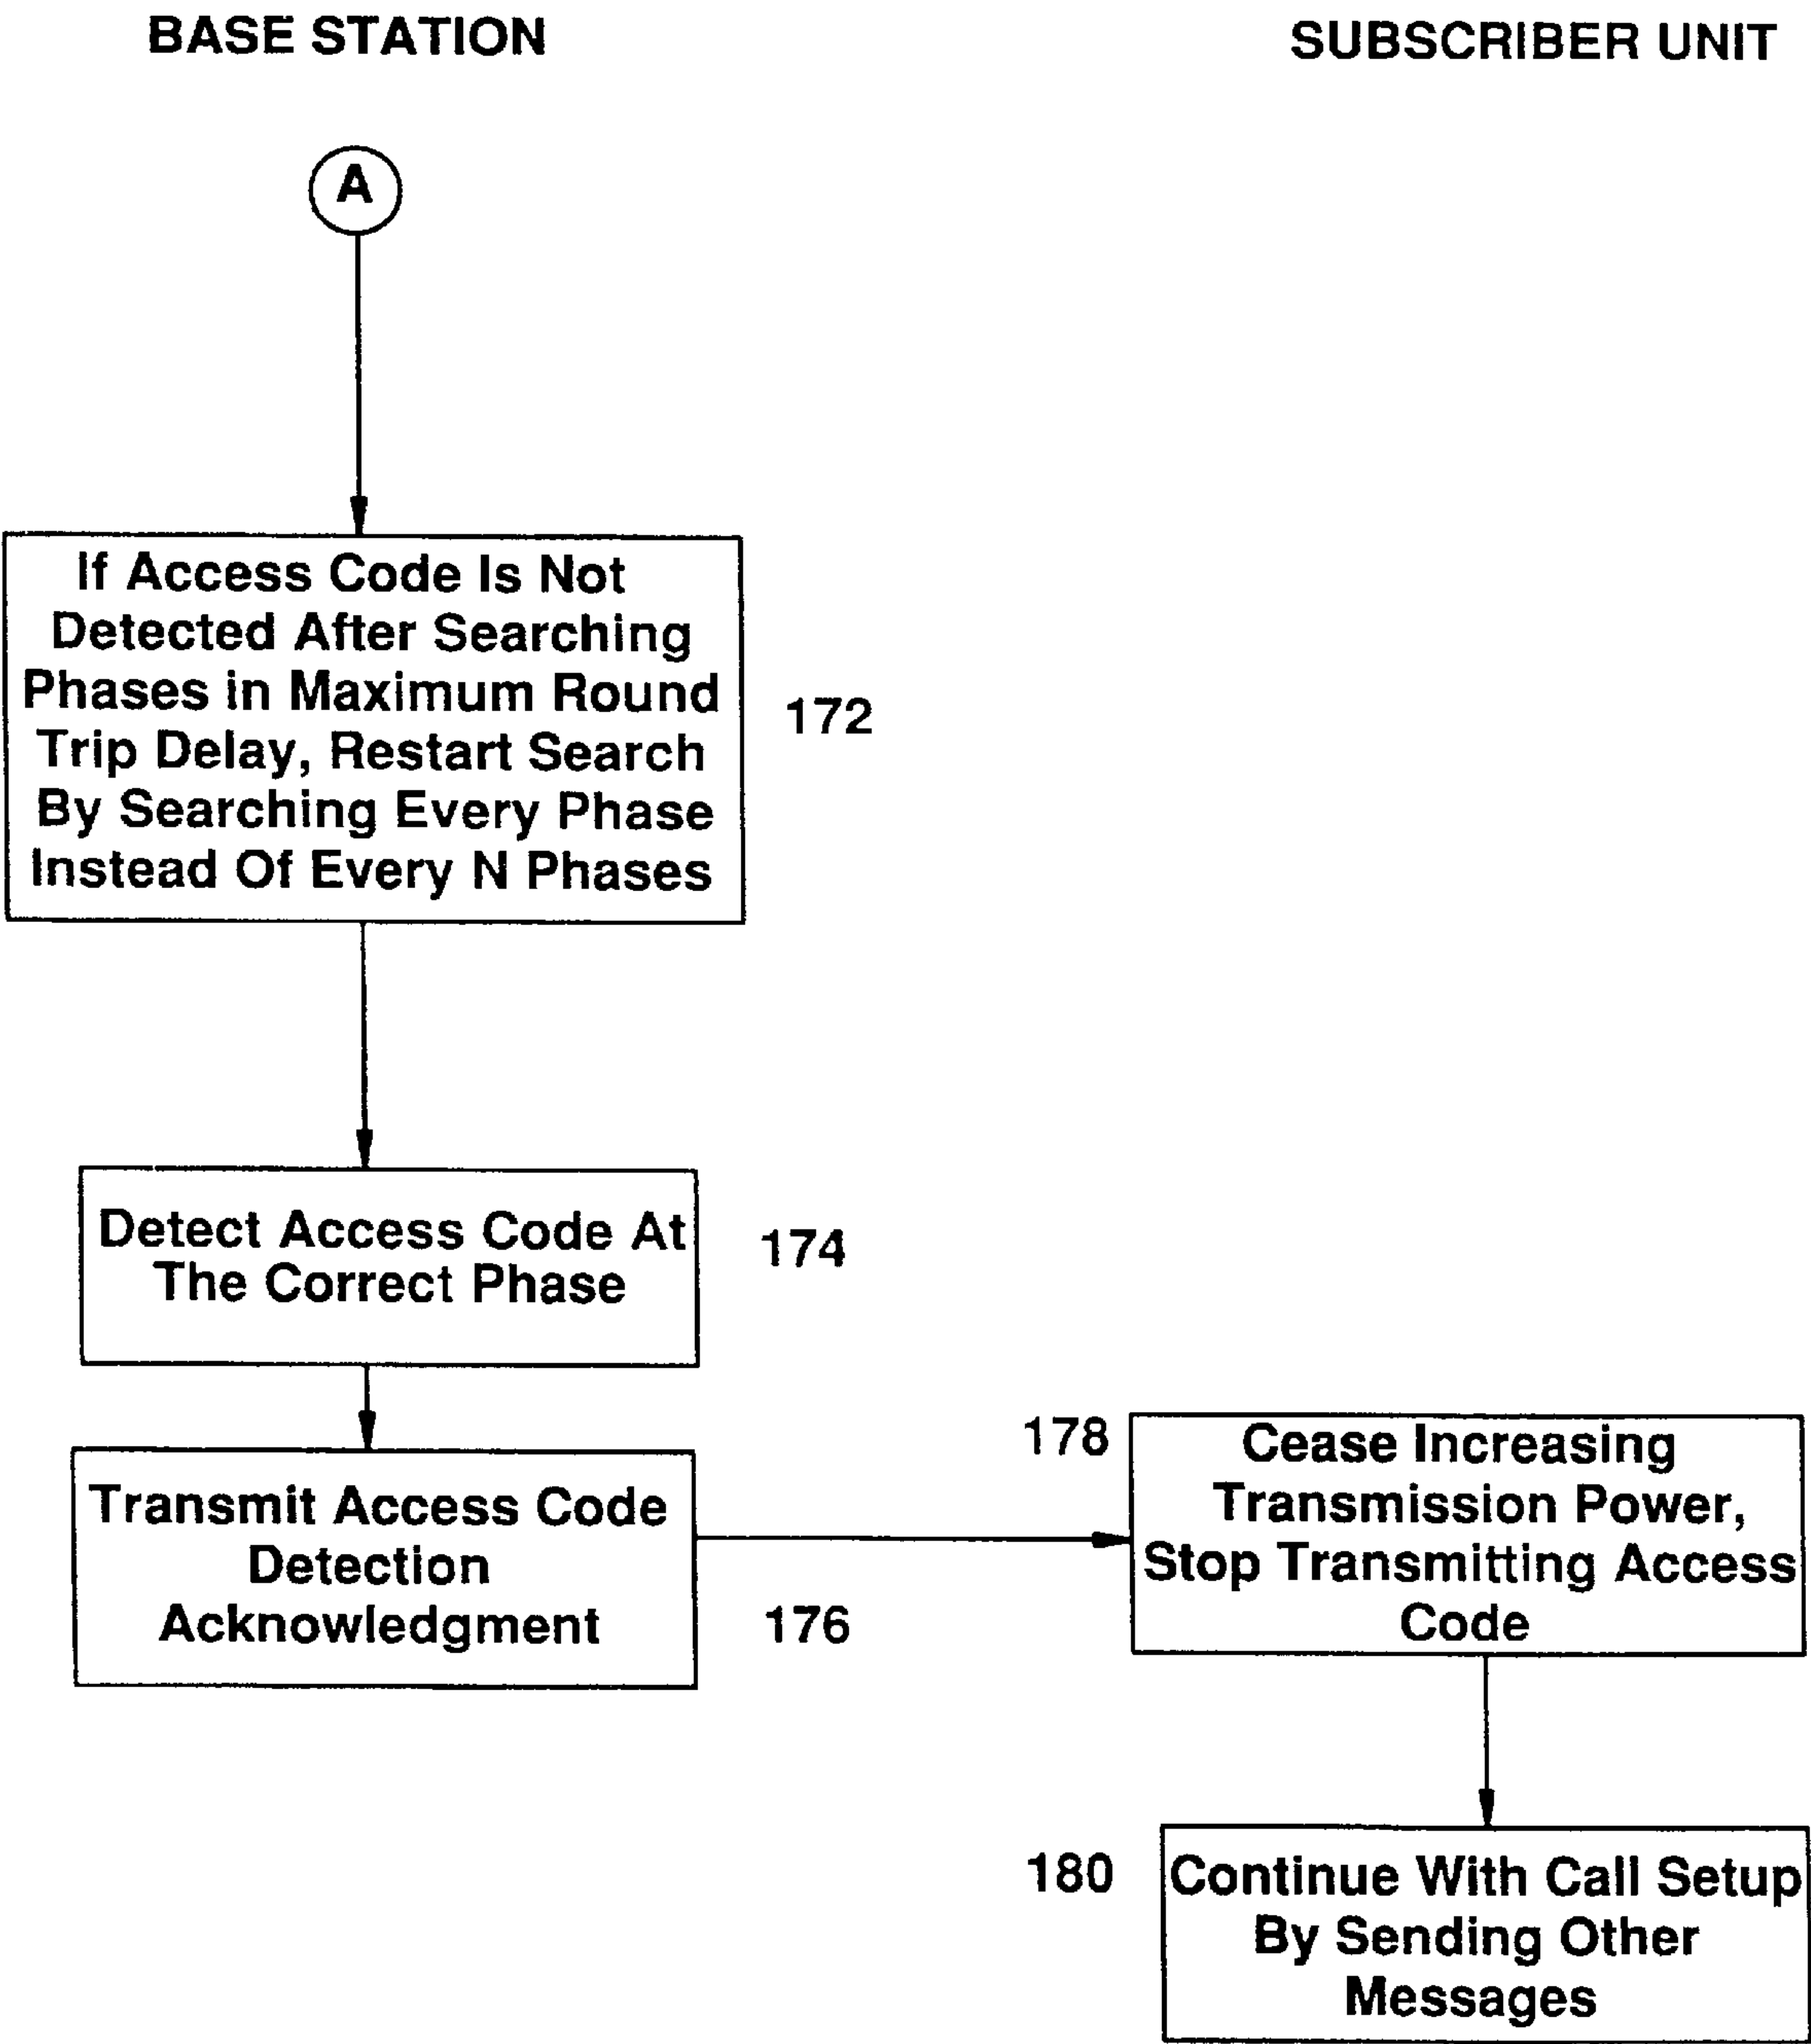 BASE STATION
SUBSCRIBER UNIT
A
If Access Code Is Not
Detected After Searching
Phases in Maximum Round
Trip Delay, Restart Search
By Searching Every Phase
Instead Of Every N Phases
172
Detect Access Code At
The Correct Phase
174
Transmit Access Code
Detection
Acknowledgment
176
178
Cease Increasing
Transmission Power,
Stop Transmitting Access
Code
180
Continue With Call Setup
By Sending Other
Messages